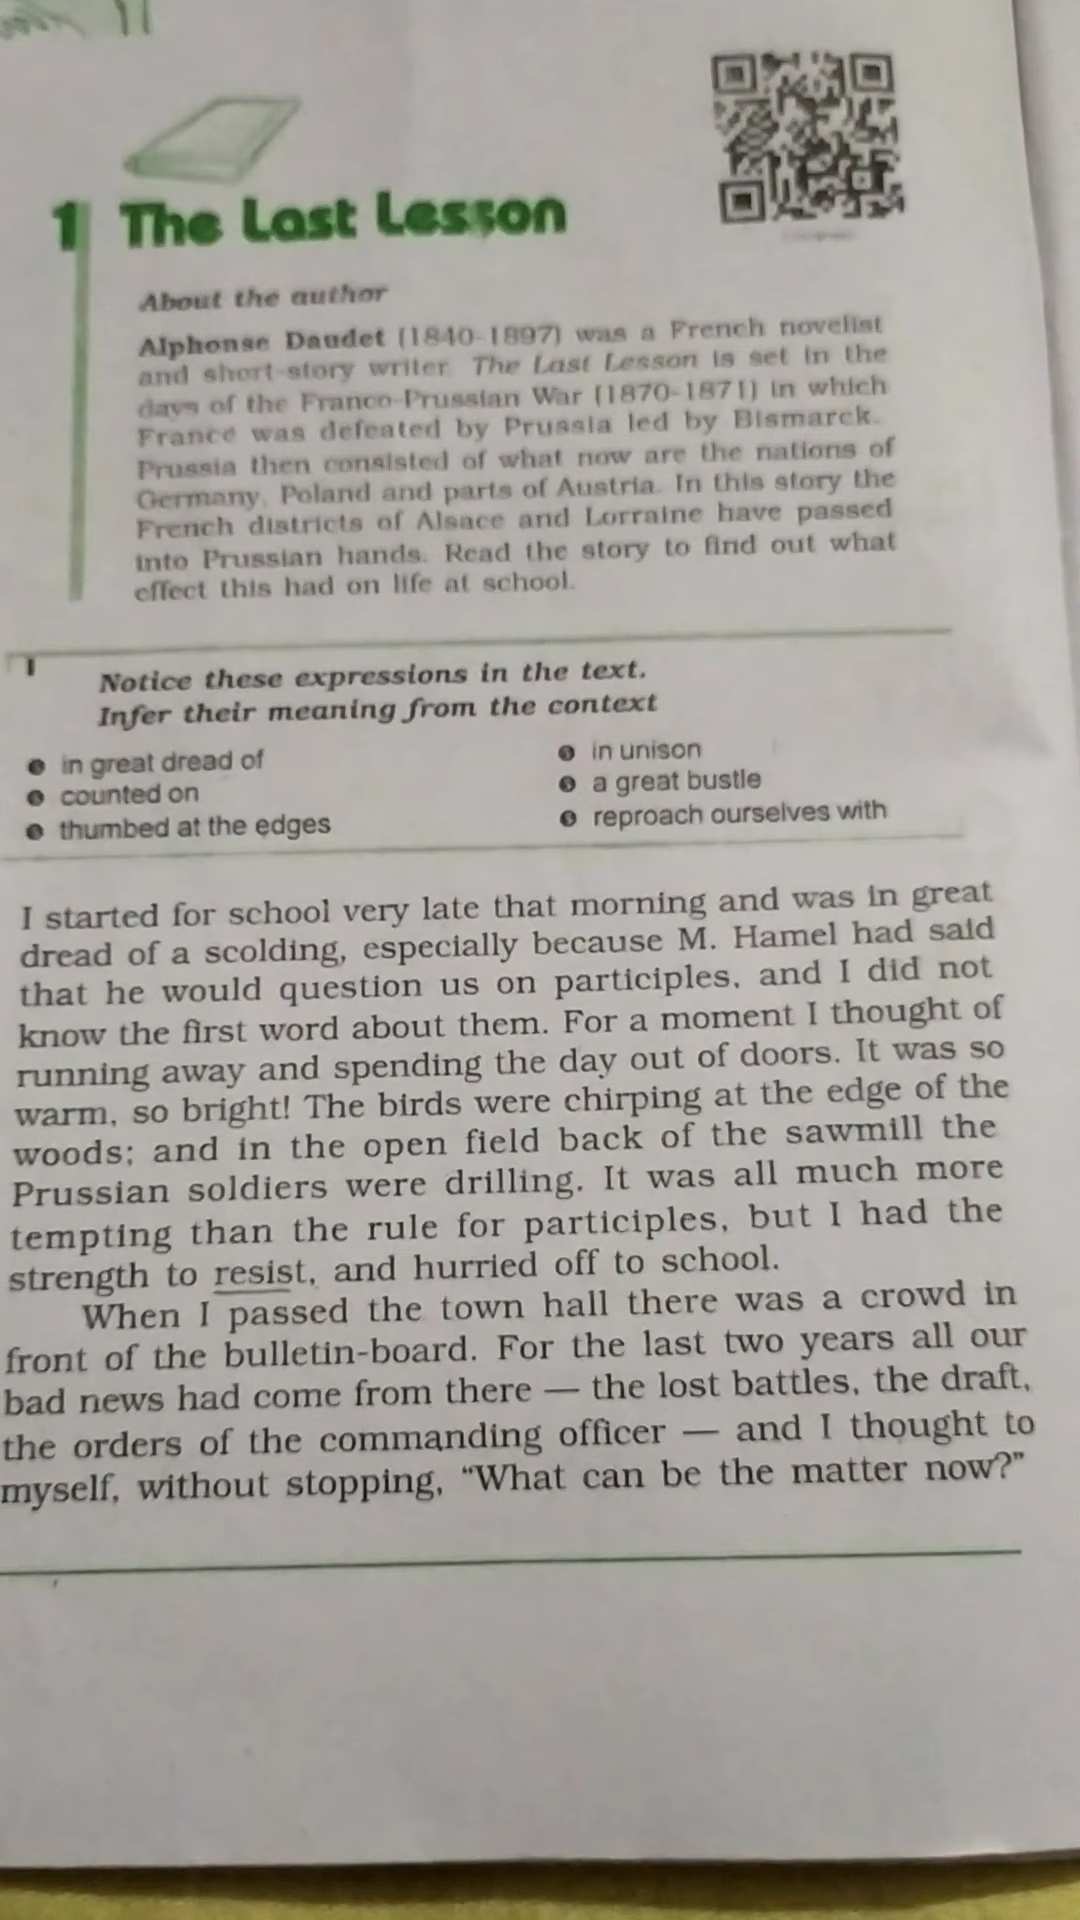 1 The Last Lesson
About the author
Alphonse Daudet (1840-1897) was a French novelist
and short-story writer. The Last Lesson is set in the
days of the Franco-Prussian War (1870-1871) in which
France was defeated by Prussia led by Bismarck.
Prussia then consisted of what now are the nations of
Germany, Poland and parts of Austria. In this story the
French districts of Alsace and Lorraine have passed
into Prussian hands. Read the story to find out what
effect this had on life at school.
Notice these expressions in the text.
Infer their meaning from the context
in great dread of
counted on
thumbed at the edges
in unison
a great bustle
reproach ourselves with
I started for school very late that morning and was in great
dread of a scolding, especially because M. Hamel had said
that he would question us on participles, and I did not
know the first word about them. For a moment I thought of
running away and spending the day out of doors. It was so
warm, so bright! The birds were chirping at the edge of the
woods; and in the open field back of the sawmill the
Prussian soldiers were drilling. It was all much more
tempting than the rule for participles, but I had the
strength to resist, and hurried off to school.
When I passed the town hall there was a crowd in
front of the bulletin-board. For the last two years all our
bad news had come from there — the lost battles, the draft,
the orders of the commanding officer — and I thought to
myself, without stopping, “What can be the matter now?”